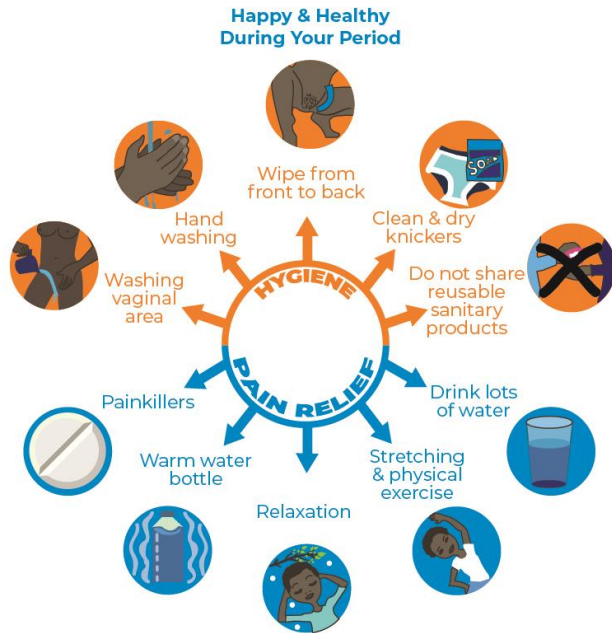 Happy & Healthy
During Your Period
Wipe from
front to back
Hand
washing
Clean & dry
knickers
So
Washing
vaginal
area
Do not share
reusable
sanitary
products
HYGIENE
PAIN RELIEF
Painkillers
Drink lots
of water
Warm water
bottle
Stretching
& physical
exercise
Relaxation